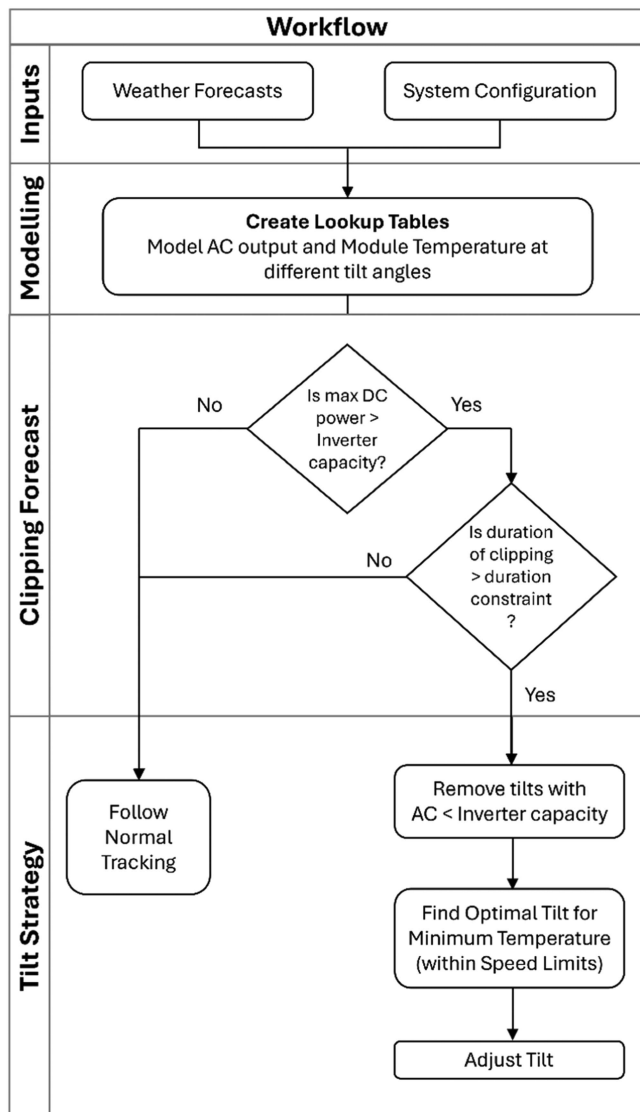 Workflow
Inputs
Weather Forecasts
System Configuration
Modelling
Create Lookup Tables
Model AC output and Module Temperature at
different tilt angles
Clipping Forecast
Is max DC
power >
Inverter
capacity?
No
Yes
Is duration
of clipping
> duration
constraint
?
No
Yes
Tilt Strategy
Follow
Normal
Tracking
Remove tilts with
AC < Inverter capacity
Find Optimal Tilt for
Minimum Temperature
(within Speed Limits)
Adjust Tilt